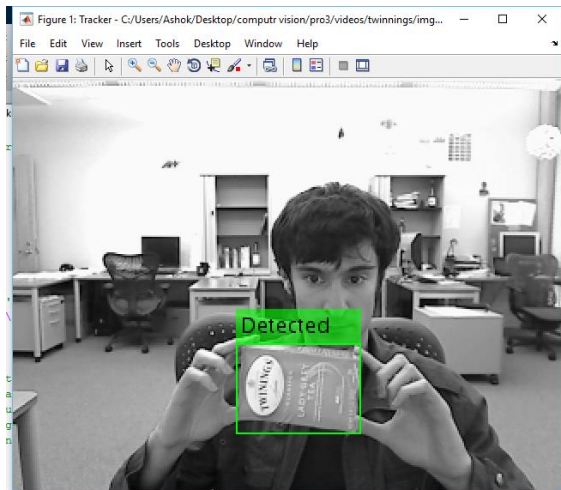 Figure 1: Tracker - C:/Users/Ashok/Desktop/computr vision/pro3/videos/twinnings/img...
File Edit View Insert Tools Desktop Window Help
Detected
TWININGS
CLASSICS
LADY GREY
TEA